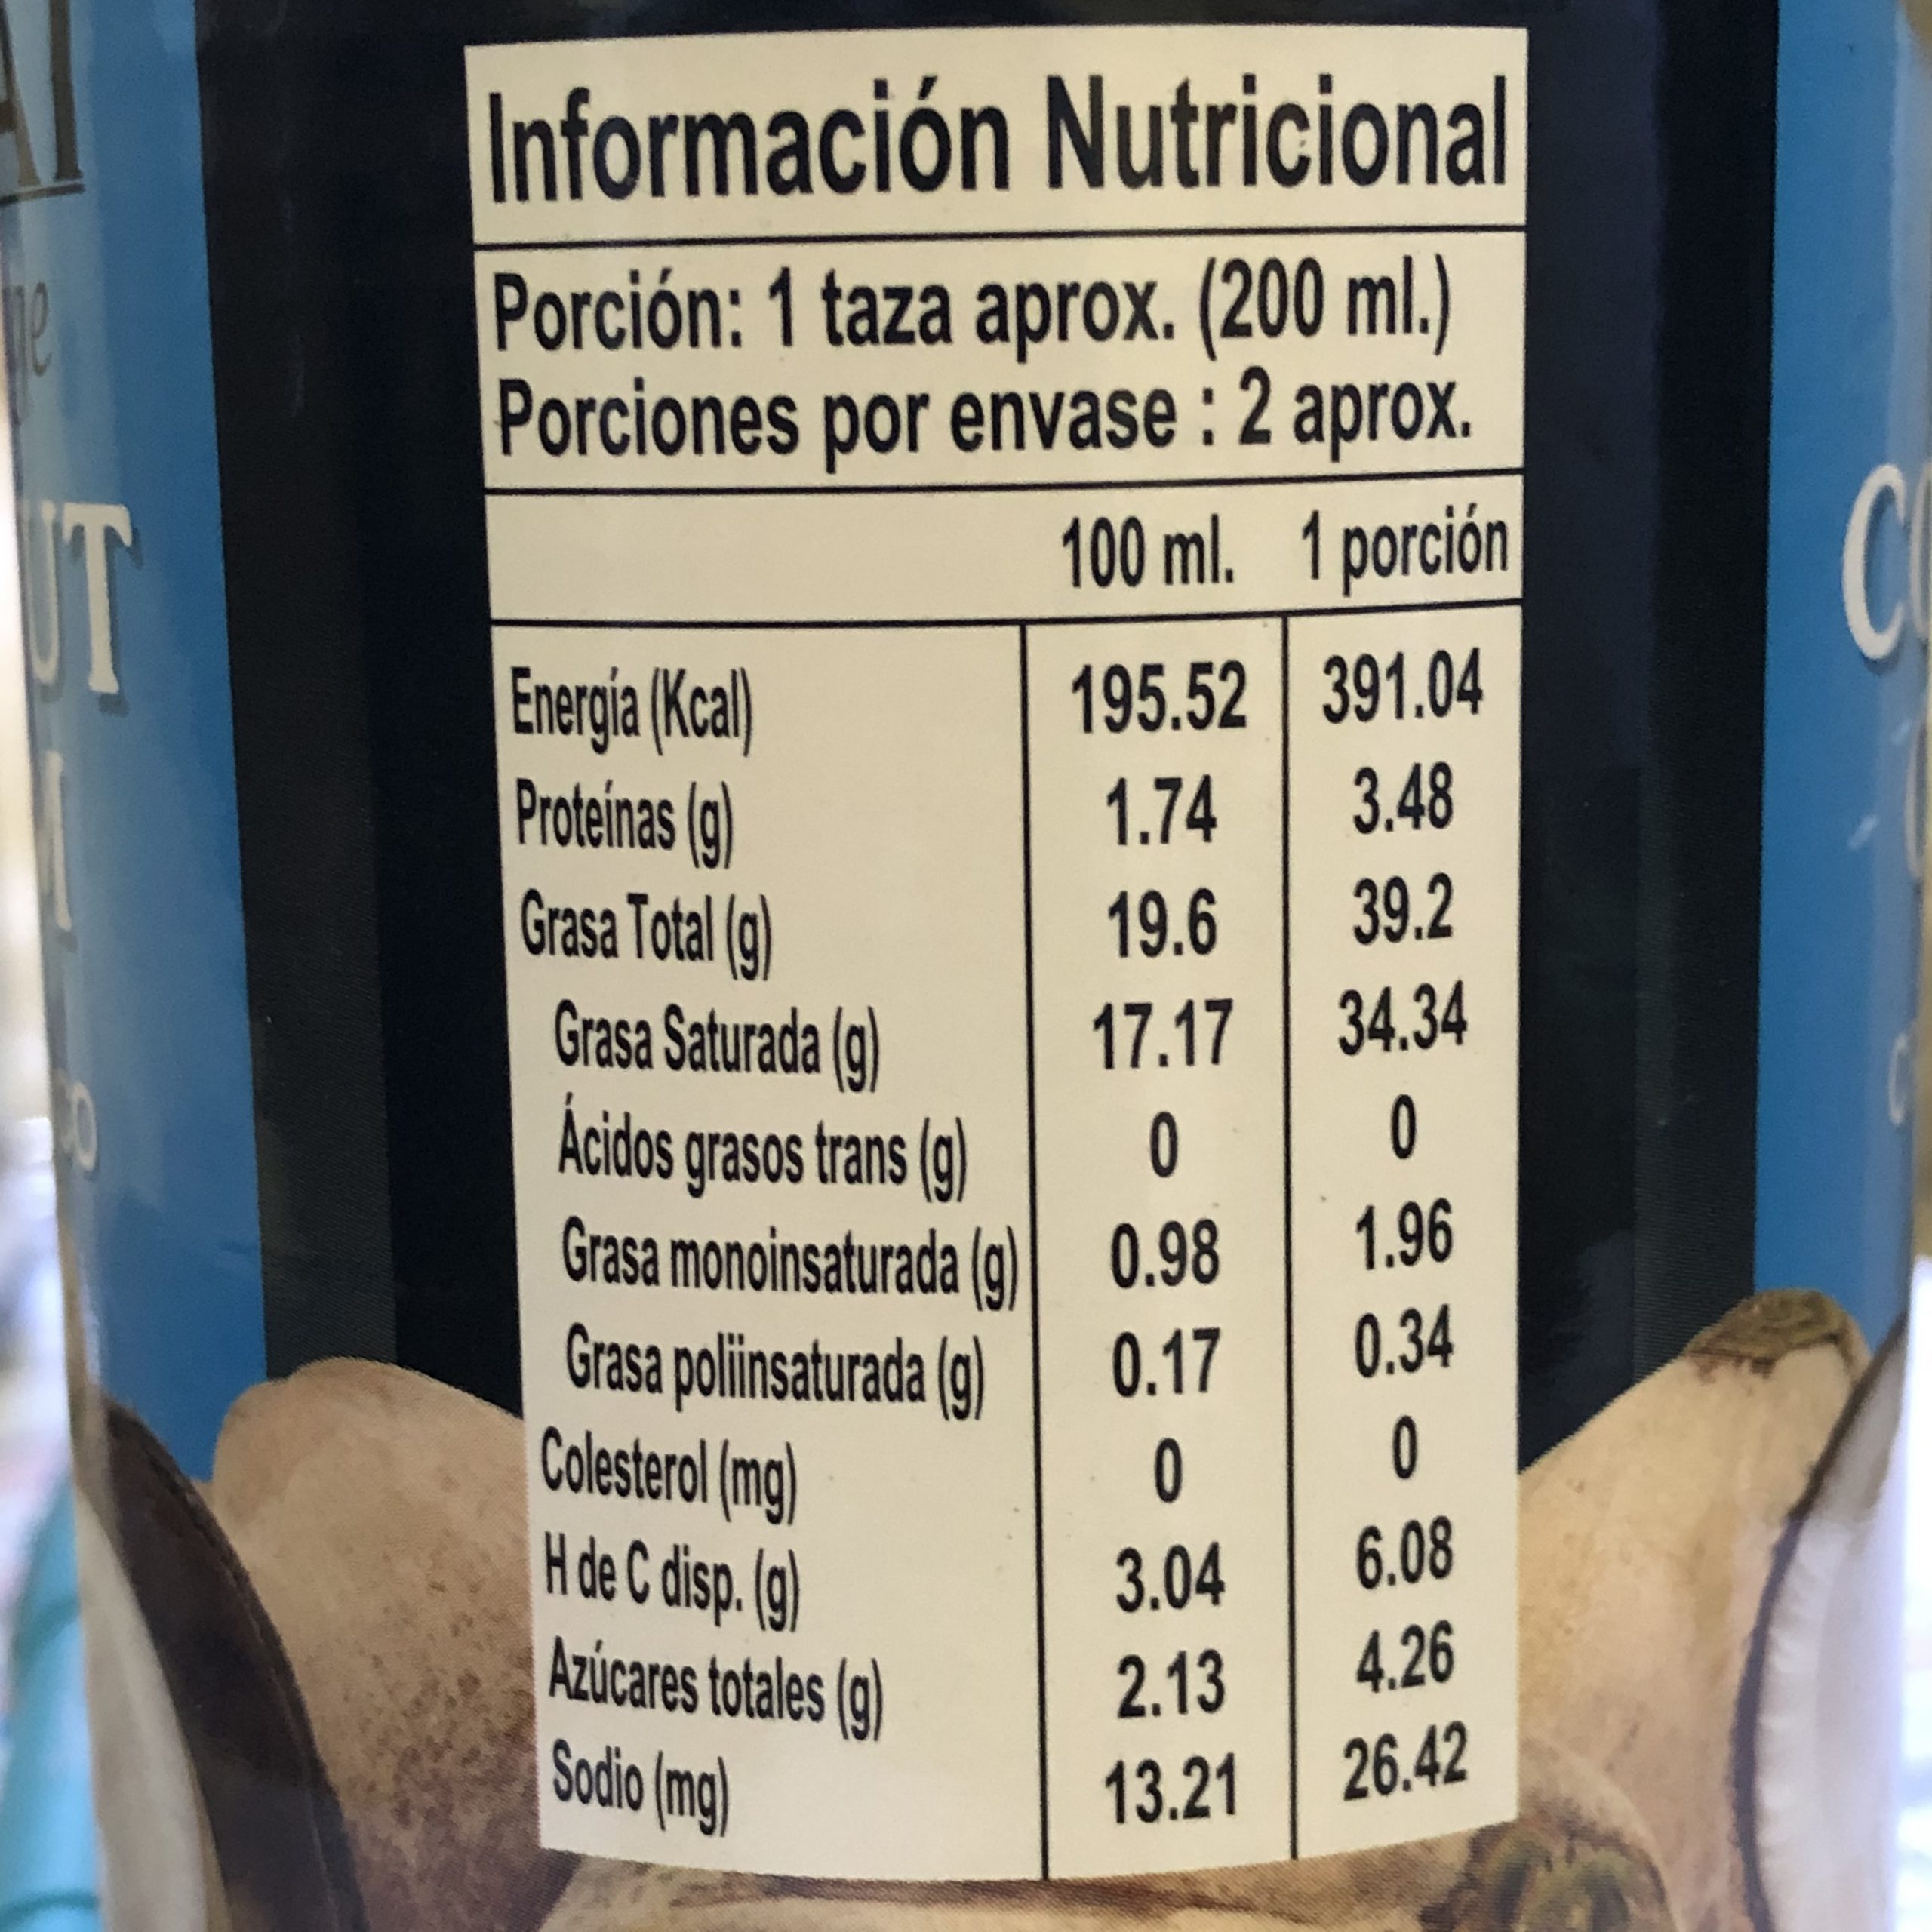 Información Nutricional
Porción: 1 taza aprox. (200 ml.)
Porciones por envase : 2 aprox.
100 ml. 1 porción
Energía (Kcal) 195.52 391.04
Proteínas (g) 1.74 3.48
Grasa Total (g) 19.6 39.2
Grasa Saturada (g) 17.17 34.34
Ácidos grasos trans (g) 0 0
Grasa monoinsaturada (g) 0.98 1.96
Grasa poliinsaturada (g) 0.17 0.34
Colesterol (mg) 0 0
H de C disp. (g) 3.04 6.08
Azúcares totales (g) 2.13 4.26
Sodio (mg) 13.21 26.42